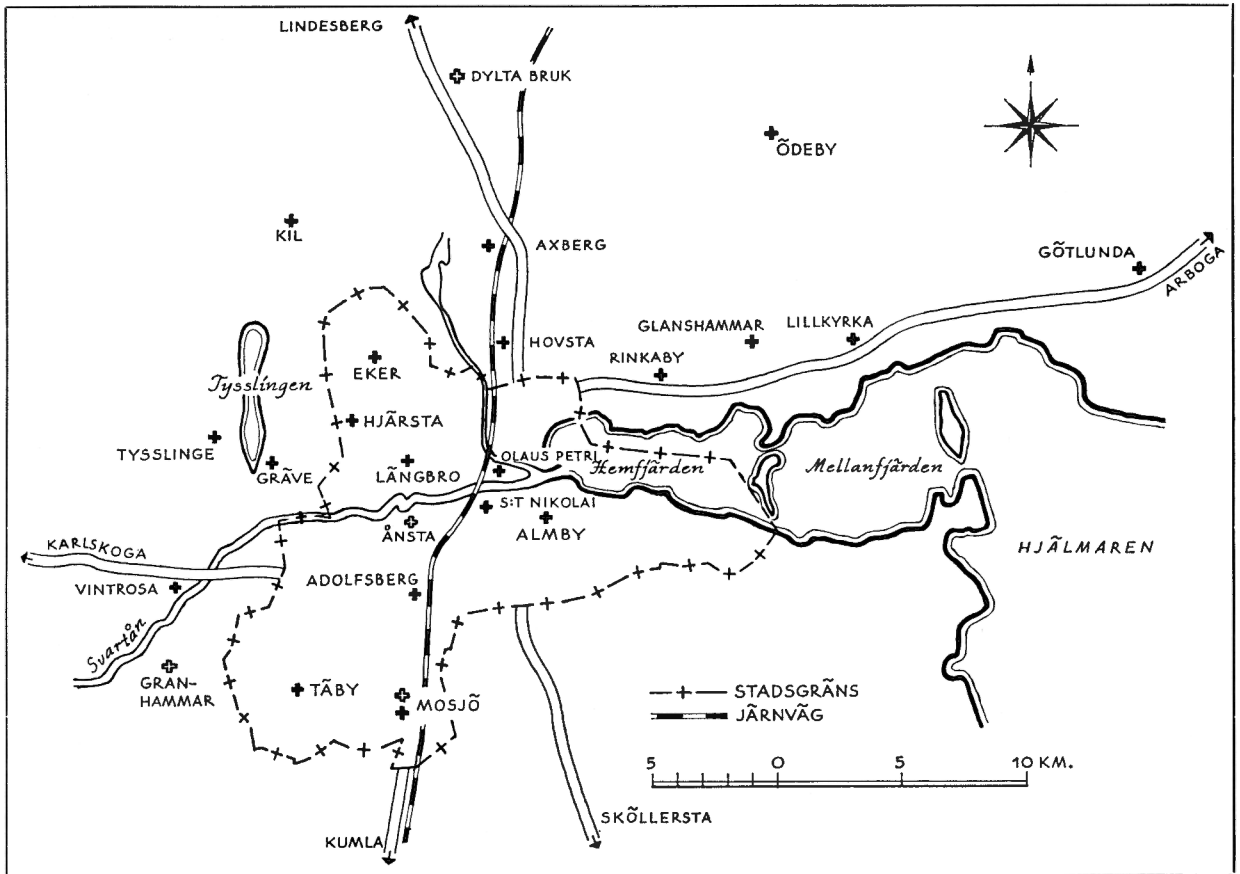 LINDESBERG
DYLTA BRUK
ÖDEBY
KIL
AXBERG
GÖTLUNDA
ARBOGA
GLANSHAMMAR
LILLKYRKA
HOVSTA
RINKABY
EKER
Tysslingen
HJÄRSTA
TYSSLINGE
GRÄVE
LÄNGBRO
OLAUS PETRI
Hemfjärden
Mellanfjärden
S:T NIKOLAI
ÅNSTA
ALMBY
HJÄLMAREN
KARLSKOGA
VINTROSA
ADOLFSBERG
Svartån
GRAN-
HAMMAR
TÄBY
MOSJÖ
STADSGRÄNS
JÄRNVÄG
5 0 5 10 KM.
SKÖLLERSTA
KUMLA